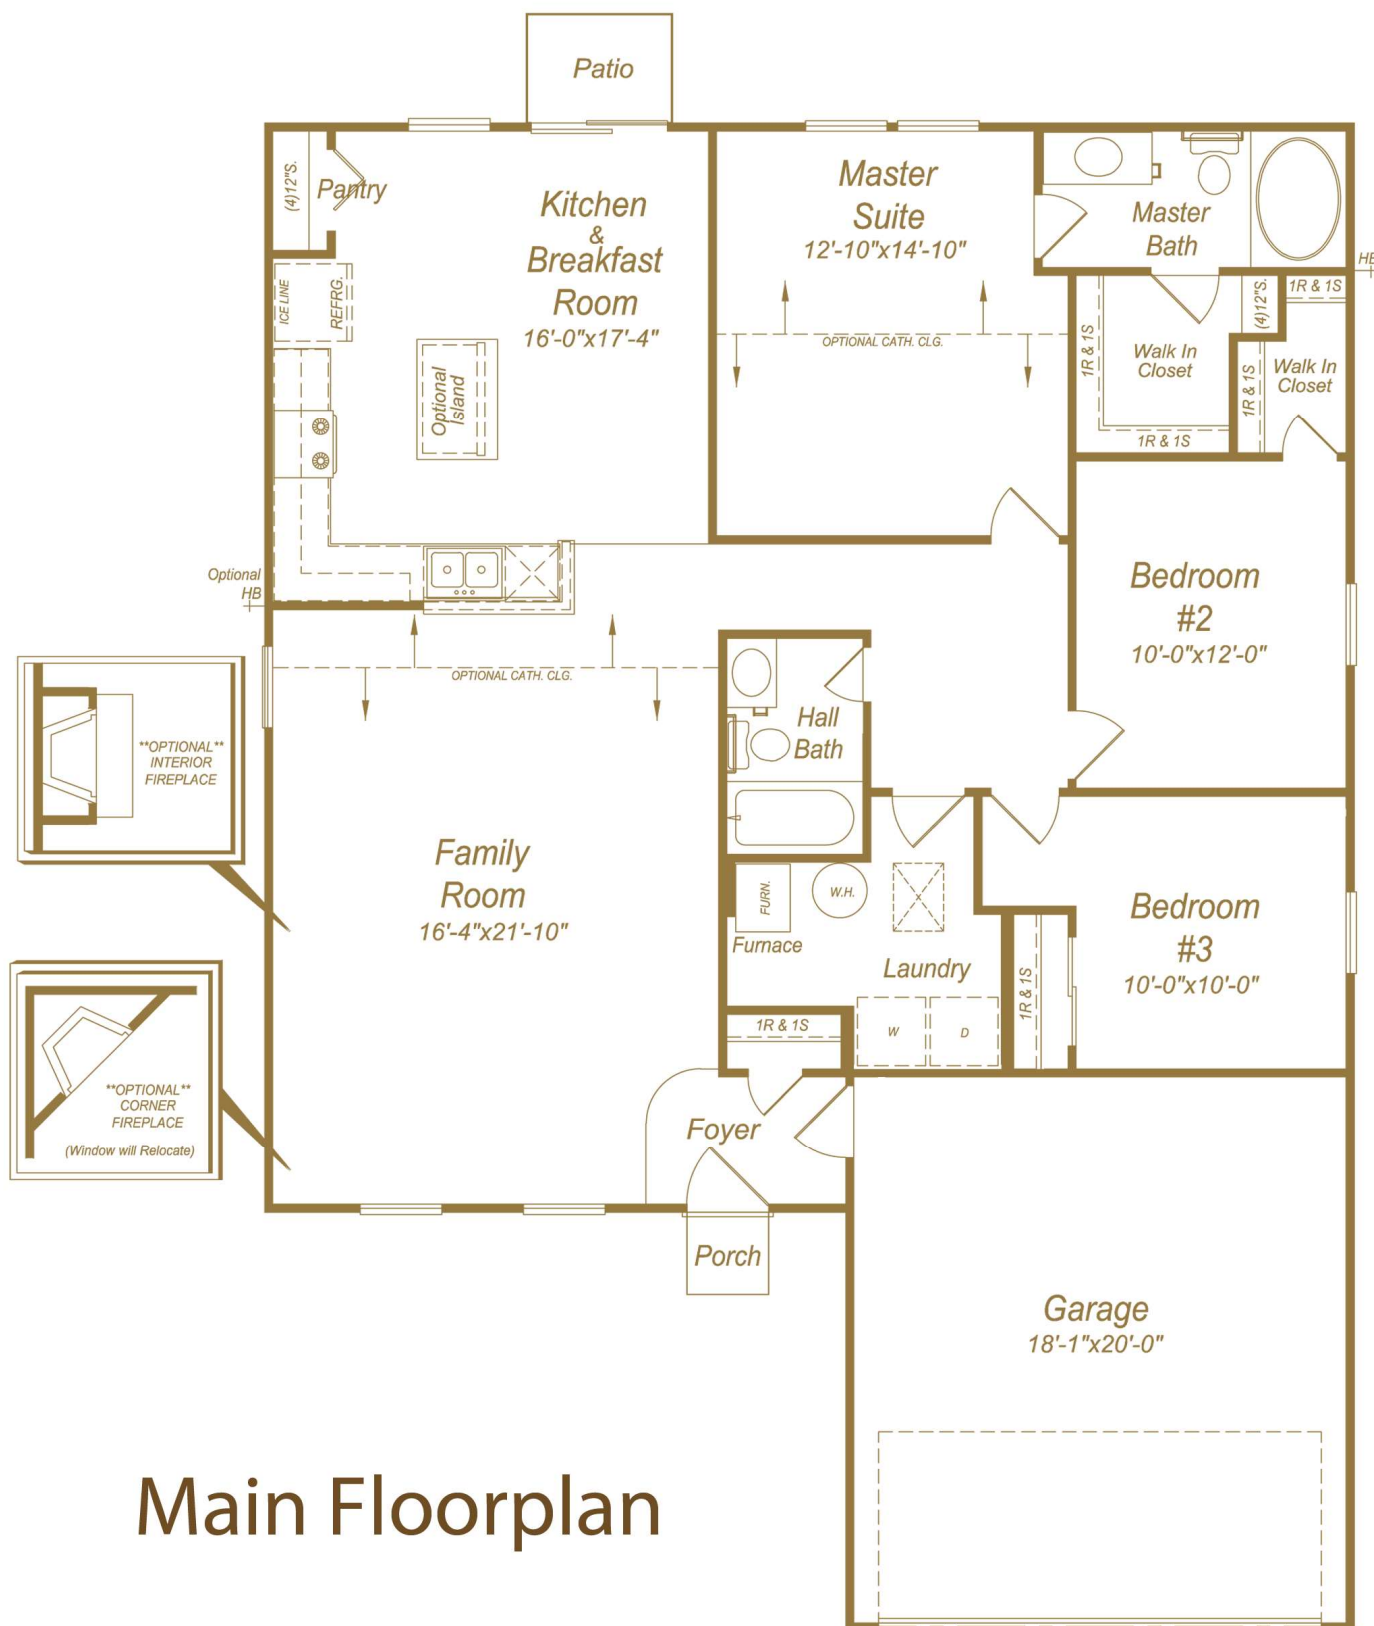 Patio
(4)12"S.
Pantry
Kitchen
&
Breakfast
Room
16'-0"x17'-4"
Master
Suite
12'-10"x14'-10"
Master
Bath
HB
ICE LINE
REFRG.
Optional
Island
OPTIONAL CATH. CLG.
1R & 1S
Walk In
Closet
1R & 1S
(4)12"S.
1R & 1S
1R & 1S
Walk In
Closet
Optional
HB
Bedroom
#2
10'-0"x12'-0"
OPTIONAL CATH. CLG.
**OPTIONAL**
INTERIOR
FIREPLACE
Hall
Bath
Family
Room
16'-4"x21'-10"
FURN.
W.H.
Furnace
Laundry
Bedroom
#3
10'-0"x10'-0"
1R & 1S
1R & 1S
W
D
**OPTIONAL**
CORNER
FIREPLACE
(Window will Relocate)
Foyer
Porch
Garage
18'-1"x20'-0"
Main Floorplan